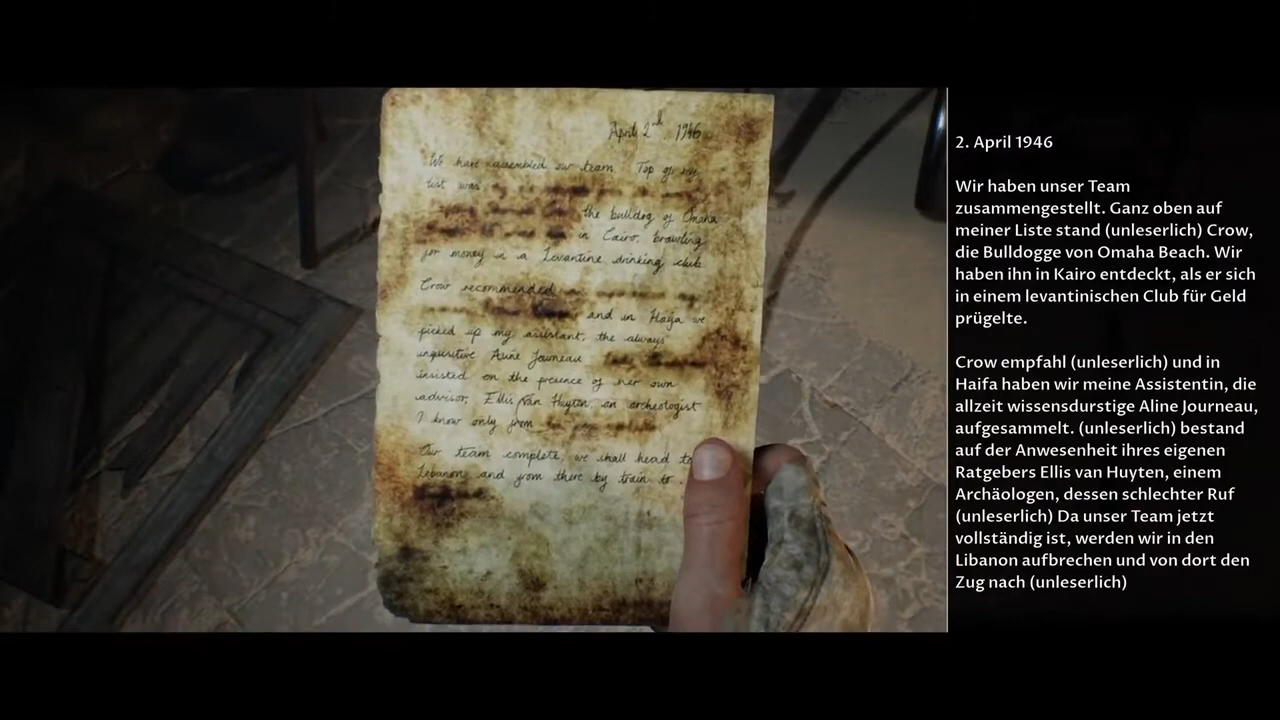 April 2nd 1946
We have assembled our team. Top of my
list was
the bulldog of Omaha
in Cairo, brawling
for money in a Levantine drinking club.
Crow recommended
and in Haifa we
picked up my assistant, the always
inquisitive Aline Journeau
insisted on the presence of her own
advisor, Ellis van Huyten, an archeologist
I know only from
Our team complete, we shall head to
Lebanon and from there by train to
2. April 1946
Wir haben unser Team
zusammengestellt. Ganz oben auf
meiner Liste stand (unleserlich) Crow,
die Bulldogge von Omaha Beach. Wir
haben ihn in Kairo entdeckt, als er sich
in einem levantinischen Club für Geld
prügelte.
Crow empfahl (unleserlich) und in
Haifa haben wir meine Assistentin, die
allzeit wissensdurstige Aline Journeau,
aufgesammelt. (unleserlich) bestand
auf der Anwesenheit ihres eigenen
Ratgebers Ellis van Huyten, einem
Archäologen, dessen schlechter Ruf
(unleserlich) Da unser Team jetzt
vollständig ist, werden wir in den
Libanon aufbrechen und von dort den
Zug nach (unleserlich)